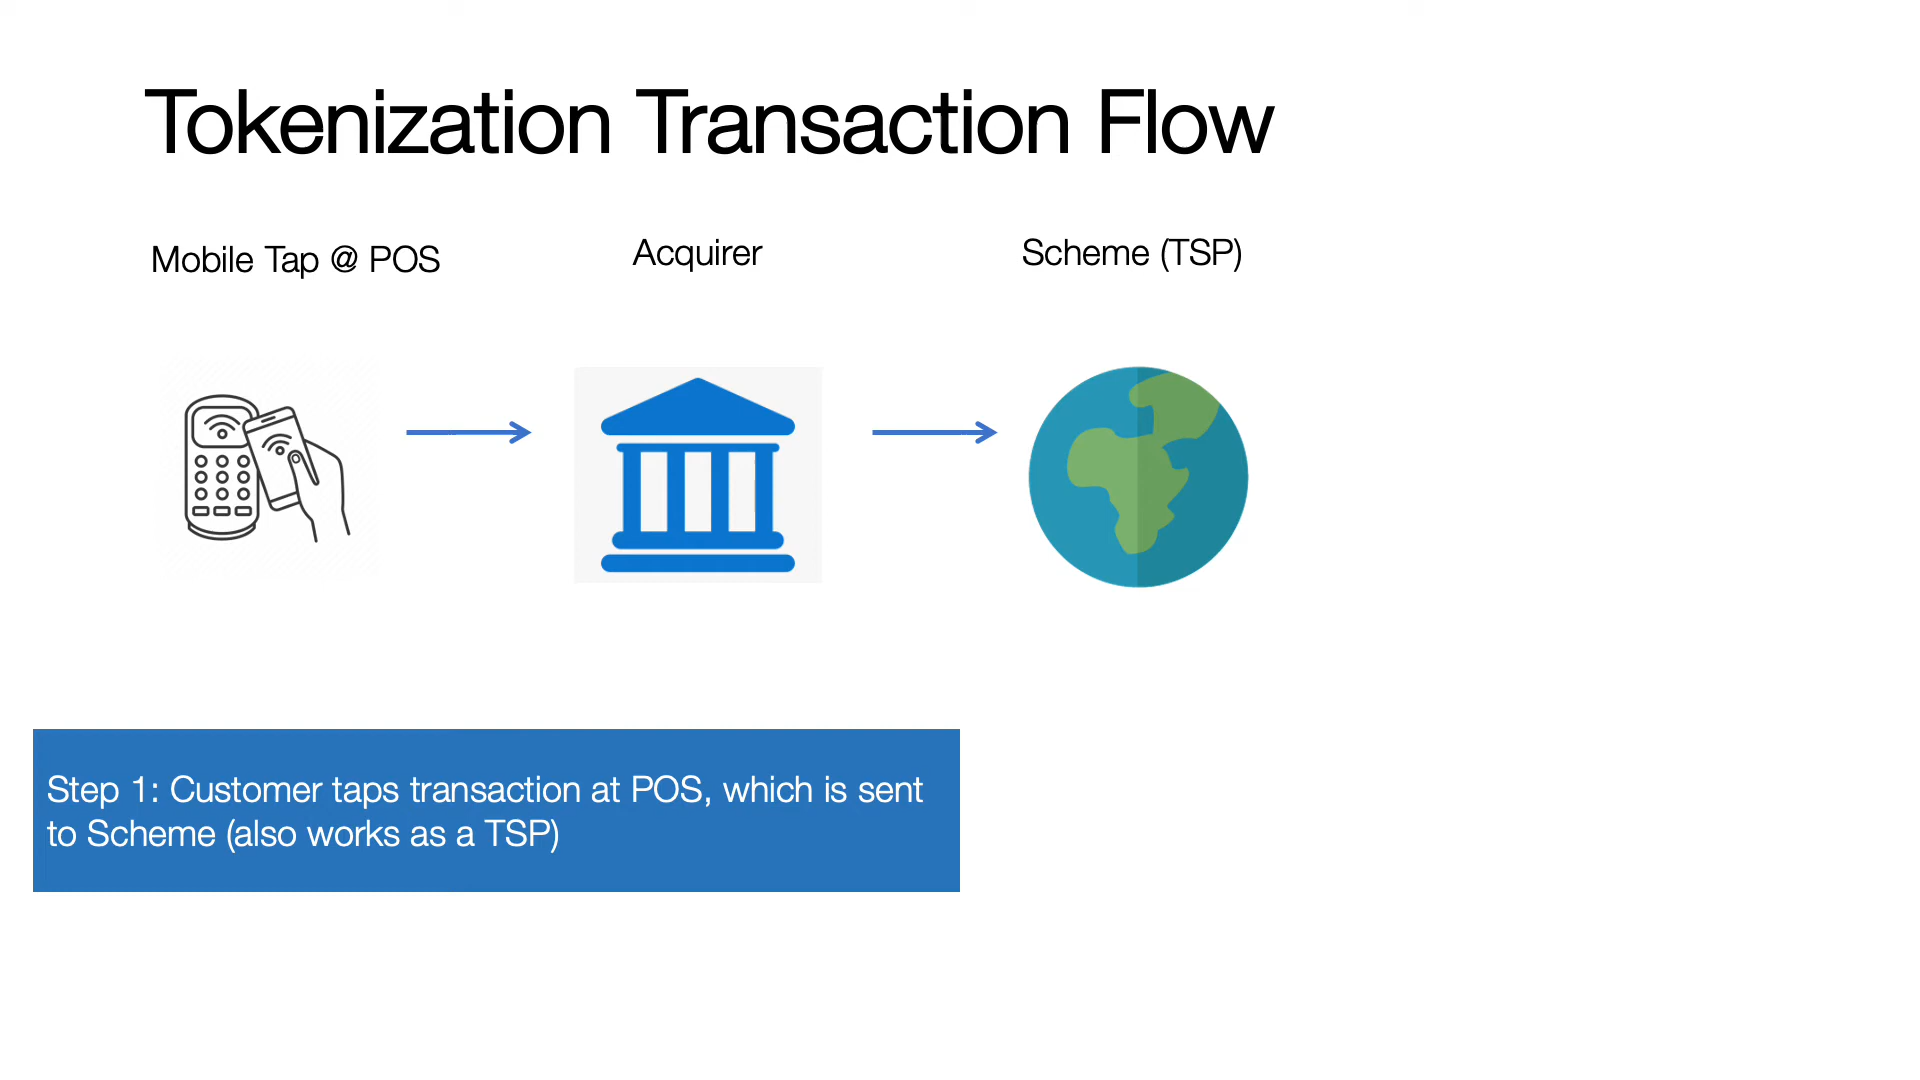 Tokenization Transaction Flow
Mobile Tap @ POS
Acquirer
Scheme (TSP)
Step 1: Customer taps transaction at POS, which is sent
to Scheme (also works as a TSP)